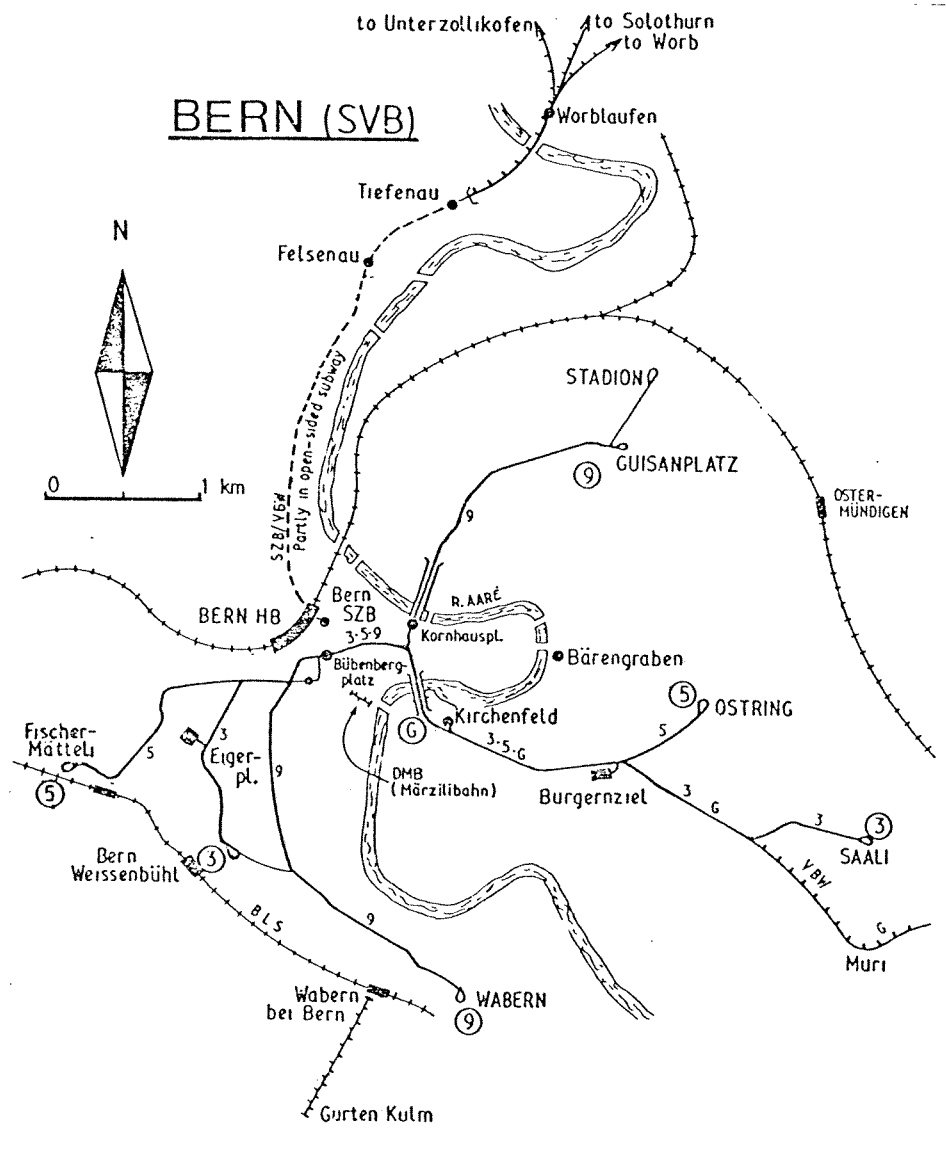 to Unterzollikofen
to Solothurn
to Worb
BERN (SVB)
Worblaufen
Tiefenau
N
Felsenau
STADION
0 1 km
GUISANPLATZ
9
9
SZB/VBW
Partly in open-sided subway
OSTER-
MÜNDIGEN
R. AARÉ
BERN HB
Bern
SZB
3-5-9
Kornhauspl.
Bübenberg-
platz
Bärengraben
5
OSTRING
G
Kirchenfeld
3-5-G
5
Fischer-
Mätteli
5
3
Eiger-
pl.
9
DMB
(Märzilibahn)
Burgernziel
3
G
5
3
3
SAALI
Bern
Weissenbühl
3
VBW
BLS
9
G
Muri
Wabern
bei Bern
WABERN
9
Gurten Kulm